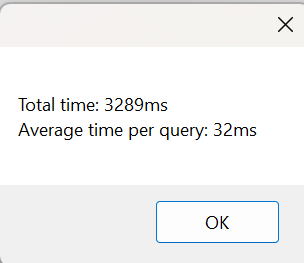 Total time: 3289ms
Average time per query: 32ms
OK